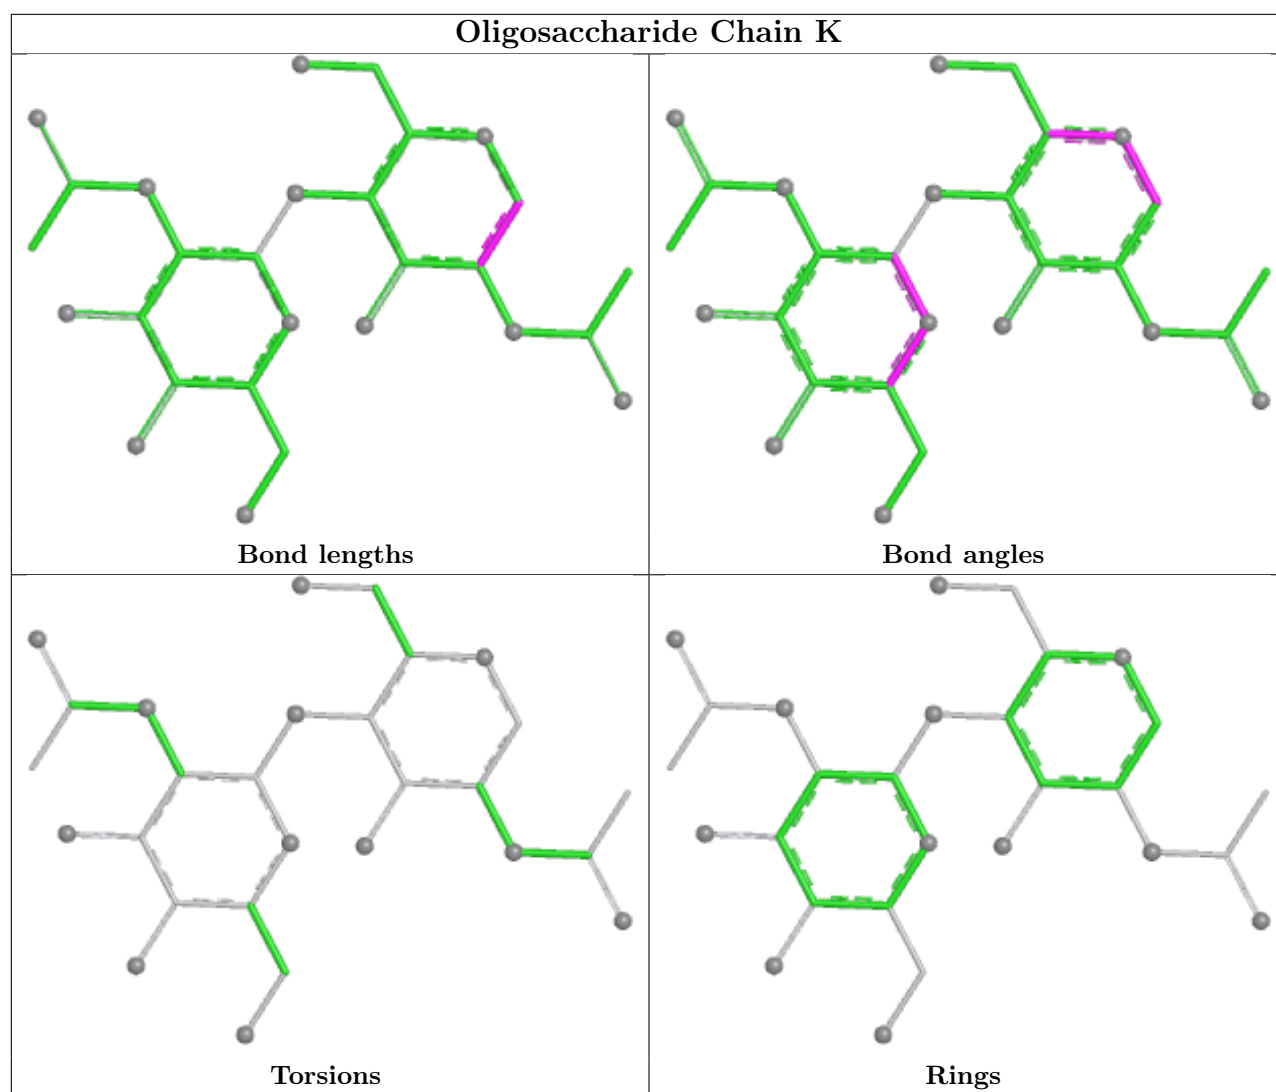 Oligosaccharide Chain K
Bond lengths
Bond angles
Torsions
Rings